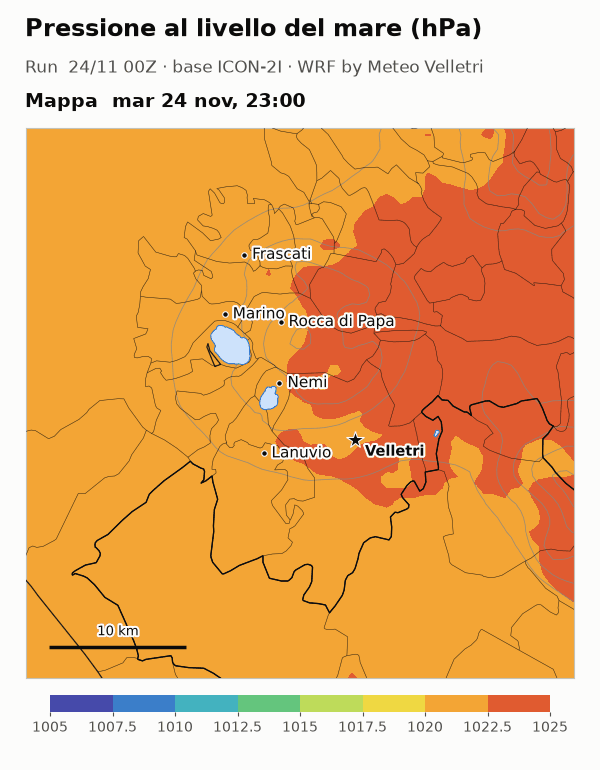 Pressione al livello del mare (hPa)
Run  24/11 00Z · base ICON-2I · WRF by Meteo Velletri
Mappa  mar 24 nov, 23:00
Frascati
Marino
Rocca di Papa
Nemi
Velletri
Lanuvio
10 km
1005 1007.5 1010 1012.5 1015 1017.5 1020 1022.5 1025